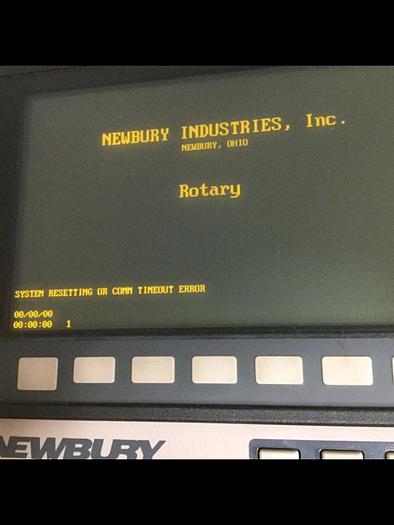 NEWBURY INDUSTRIES, Inc.
NEWBURY, OHIO
Rotary
SYSTEM RESETTING OR COMM TIMEOUT ERROR
00/00/00
00:00:00 1
NEWBURY